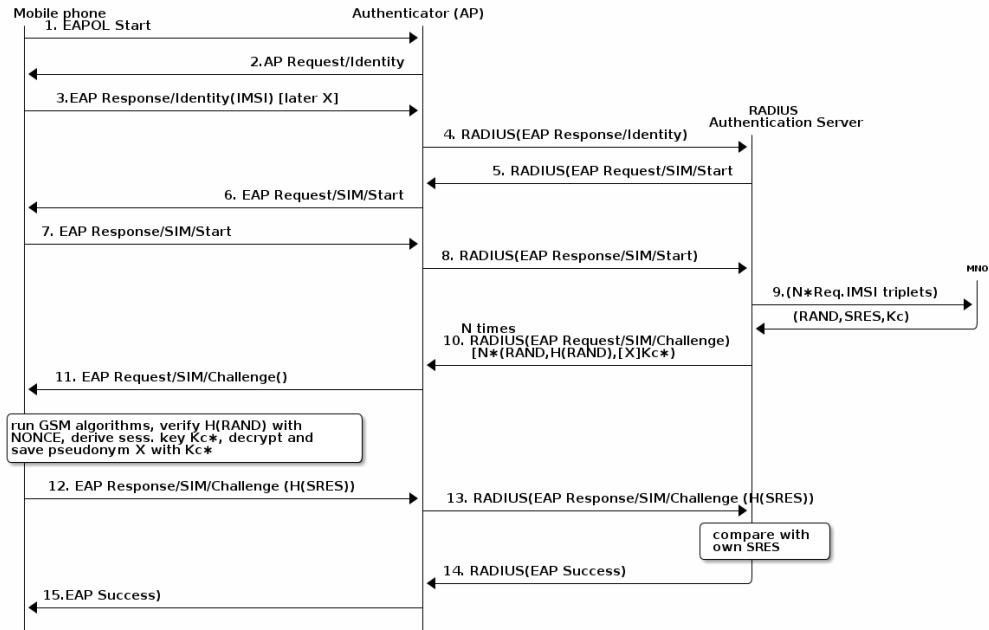 Mobile phone
Authenticator (AP)
1. EAPOL Start
2.AP Request/Identity
3.EAP Response/Identity(IMSI) [later X]
RADIUS
Authentication Server
4. RADIUS(EAP Response/Identity)
5. RADIUS(EAP Request/SIM/Start
6. EAP Request/SIM/Start
7. EAP Response/SIM/Start
8. RADIUS(EAP Response/SIM/Start)
MNO
9.(N*Req.IMSI triplets)
(RAND,SRES,Kc)
N times
10. RADIUS(EAP Request/SIM/Challenge)
[N*(RAND,H(RAND),[X]Kc*)
11. EAP Request/SIM/Challenge()
run GSM algorithms, verify H(RAND) with
NONCE, derive sess. key Kc*, decrypt and
save pseudonym X with Kc*
12. EAP Response/SIM/Challenge (H(SRES))
13. RADIUS(EAP Response/SIM/Challenge (H(SRES))
compare with
own SRES
14. RADIUS(EAP Success)
15.EAP Success)